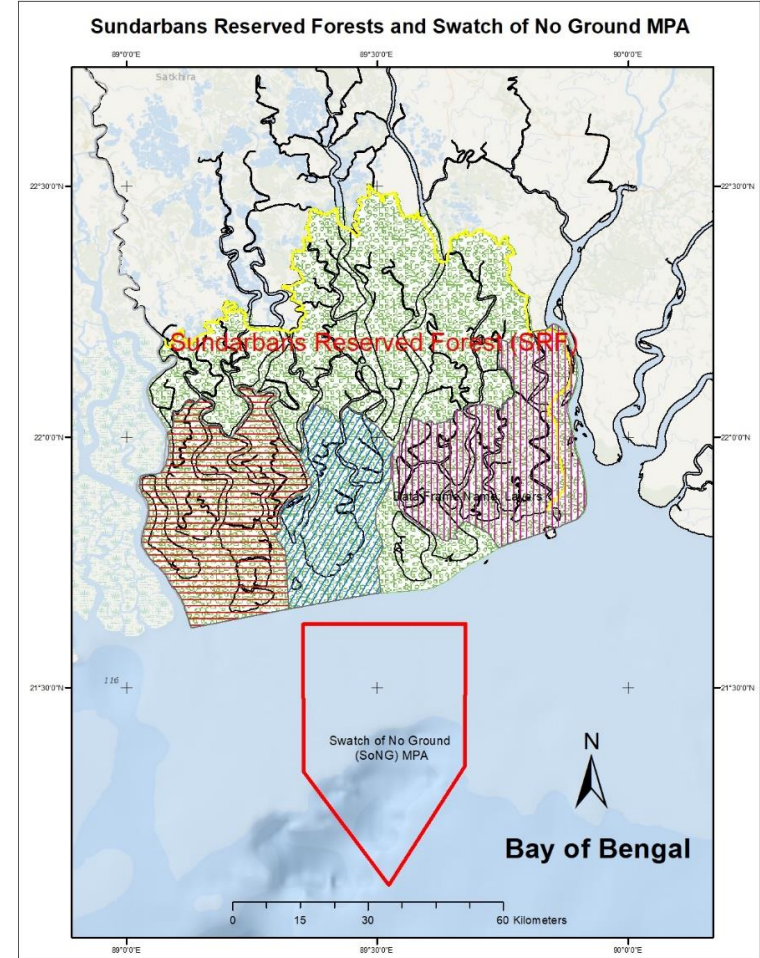 Sundarbans Reserved Forests and Swatch of No Ground MPA
89°0'0"E
89°30'0"E
90°0'0"E
Satkhira
22°30'0"N
22°30'0"N
Sundarbans Reserved Forest (SRF)
22°0'0"N
22°0'0"N
Data Frame Name: Layers
116
21°30'0"N
21°30'0"N
Swatch of No Ground
(SoNG) MPA
N
Bay of Bengal
0
15
30
60 Kilometers
89°0'0"E
89°30'0"E
90°0'0"E